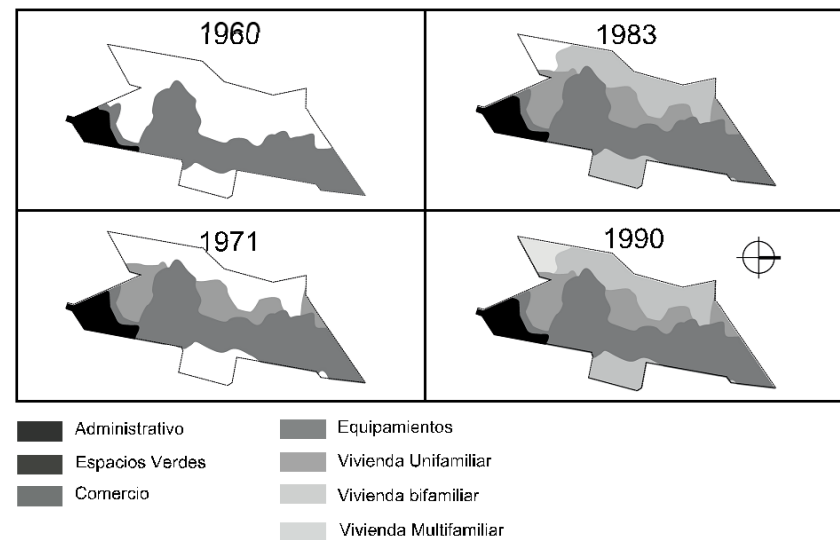 1960
1983
1971
1990
Administrativo
Espacios Verdes
Comercio
Equipamientos
Vivienda Unifamiliar
Vivienda bifamiliar
Vivienda Multifamiliar